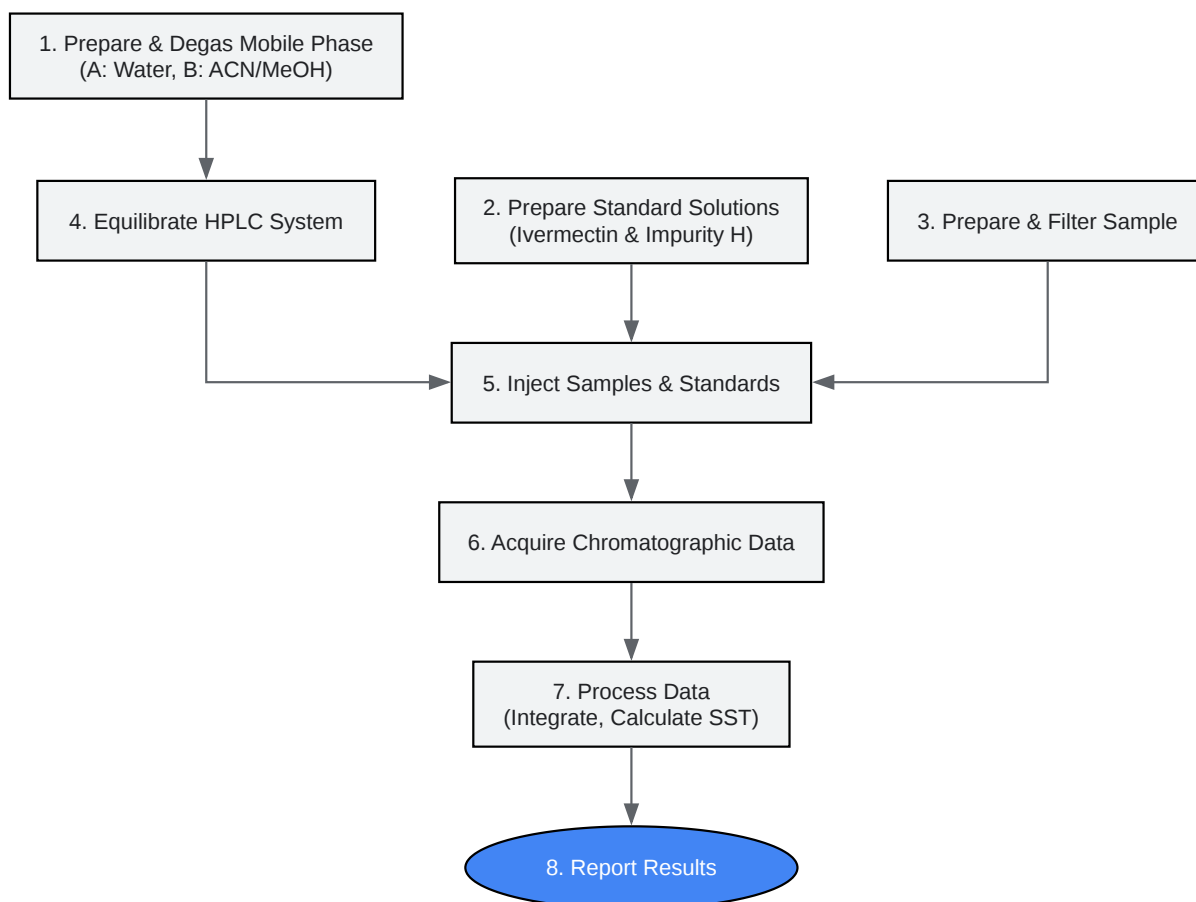 1. Prepare & Degas Mobile Phase
(A: Water, B: ACN/MeOH)
4. Equilibrate HPLC System
2. Prepare Standard Solutions
(Ivermectin & Impurity H)
3. Prepare & Filter Sample
5. Inject Samples & Standards
6. Acquire Chromatographic Data
7. Process Data
(Integrate, Calculate SST)
8. Report Results